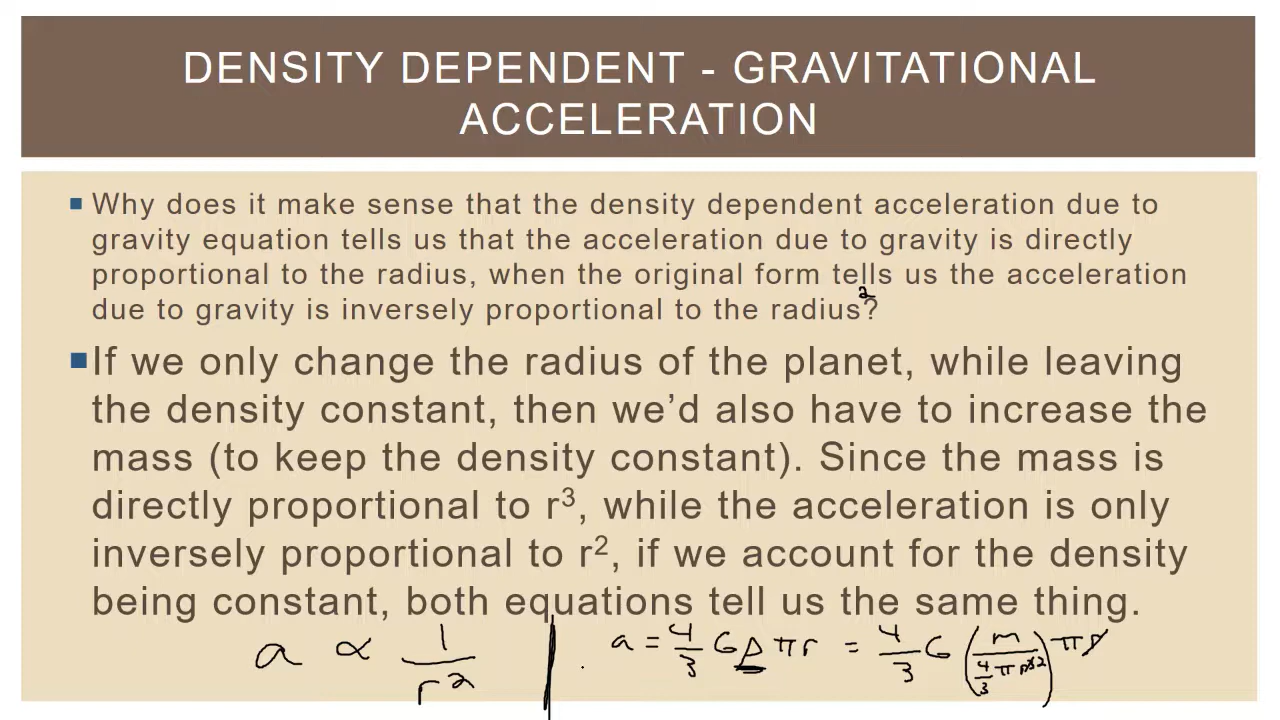 DENSITY DEPENDENT - GRAVITATIONAL
ACCELERATION
▪ Why does it make sense that the density dependent acceleration due to
gravity equation tells us that the acceleration due to gravity is directly
proportional to the radius, when the original form tells us the acceleration
due to gravity is inversely proportional to the radius²?
▪ If we only change the radius of the planet, while leaving
the density constant, then we'd also have to increase the
mass (to keep the density constant). Since the mass is
directly proportional to r³, while the acceleration is only
inversely proportional to r², if we account for the density
being constant, both equations tell us the same thing.
a ∝ 1/r² | a = 4/3 G D π r = 4/3 G (m / (4/3 π r³ ²)) π r